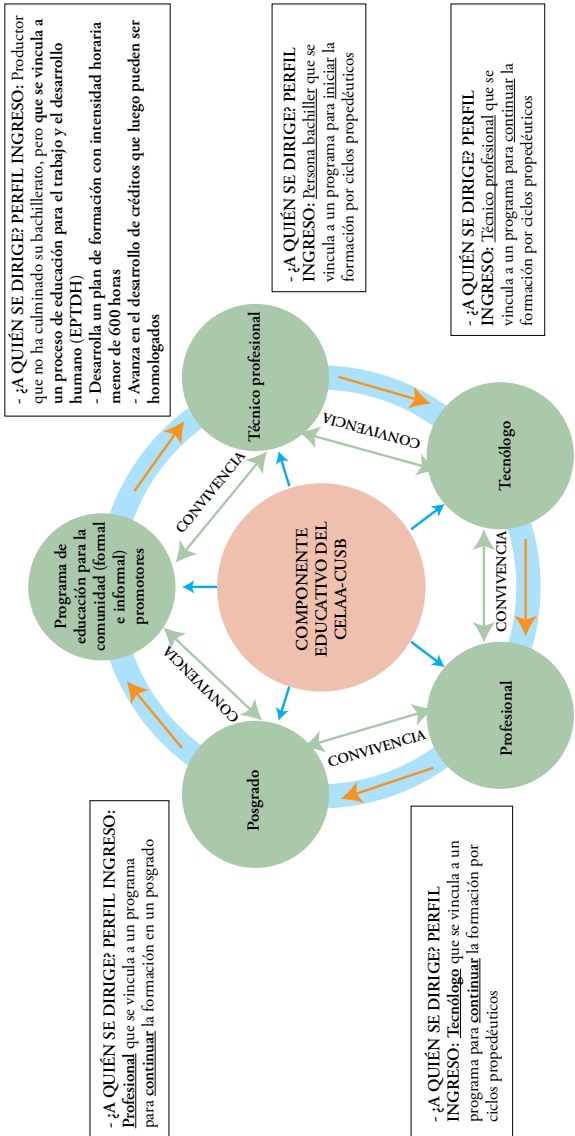 - ¿A QUIÉN SE DIRIGE? PERFIL INGRESO: Productor
que no ha culminado su bachillerato, pero que se vincula a
un proceso de educación para el trabajo y el desarrollo
humano (EPTDH)
- Desarrolla un plan de formación con intensidad horaria
menor de 600 horas
- Avanza en el desarrollo de créditos que luego pueden ser
homologados
- ¿A QUIÉN SE DIRIGE? PERFIL INGRESO:
Profesional que se vincula a un programa
para continuar la formación en un posgrado
Programa de
educación para la
comunidad (formal
e informal)
promotores
CONVIVENCIA
CONVIVENCIA
Posgrado
Técnico profesional
- ¿A QUIÉN SE DIRIGE? PERFIL
INGRESO: Persona bachiller que se
vincula a un programa para iniciar la
formación por ciclos propedéuticos
COMPONENTE
EDUCATIVO DEL
CELAA-CUSB
CONVIVENCIA
CONVIVENCIA
Profesional
CONVIVENCIA
Tecnólogo
- ¿A QUIÉN SE DIRIGE? PERFIL
INGRESO: Tecnólogo que se vincula a un
programa para continuar la formación por
ciclos propedéuticos
- ¿A QUIÉN SE DIRIGE? PERFIL
INGRESO: Técnico profesional que se
vincula a un programa para continuar la
formación por ciclos propedéuticos